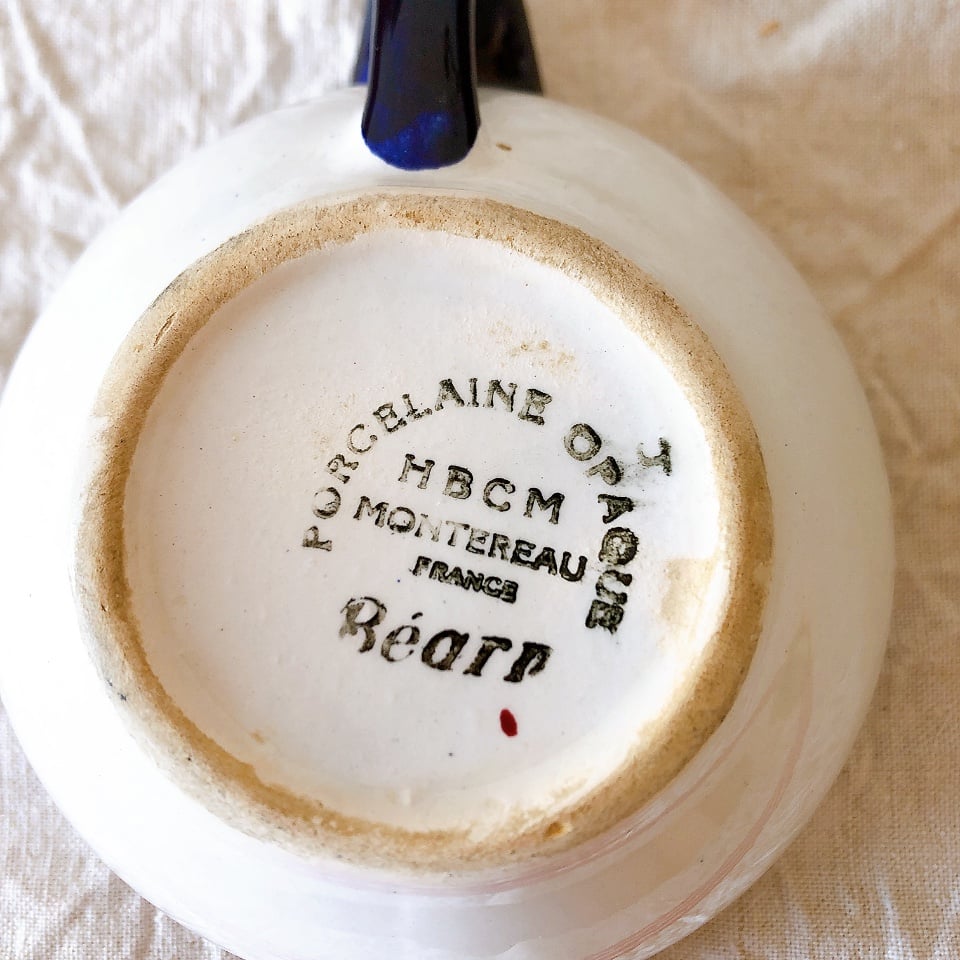 PORCELAINE OPAQUE
T
HBCM
MONTEREAU
FRANCE
Béarn